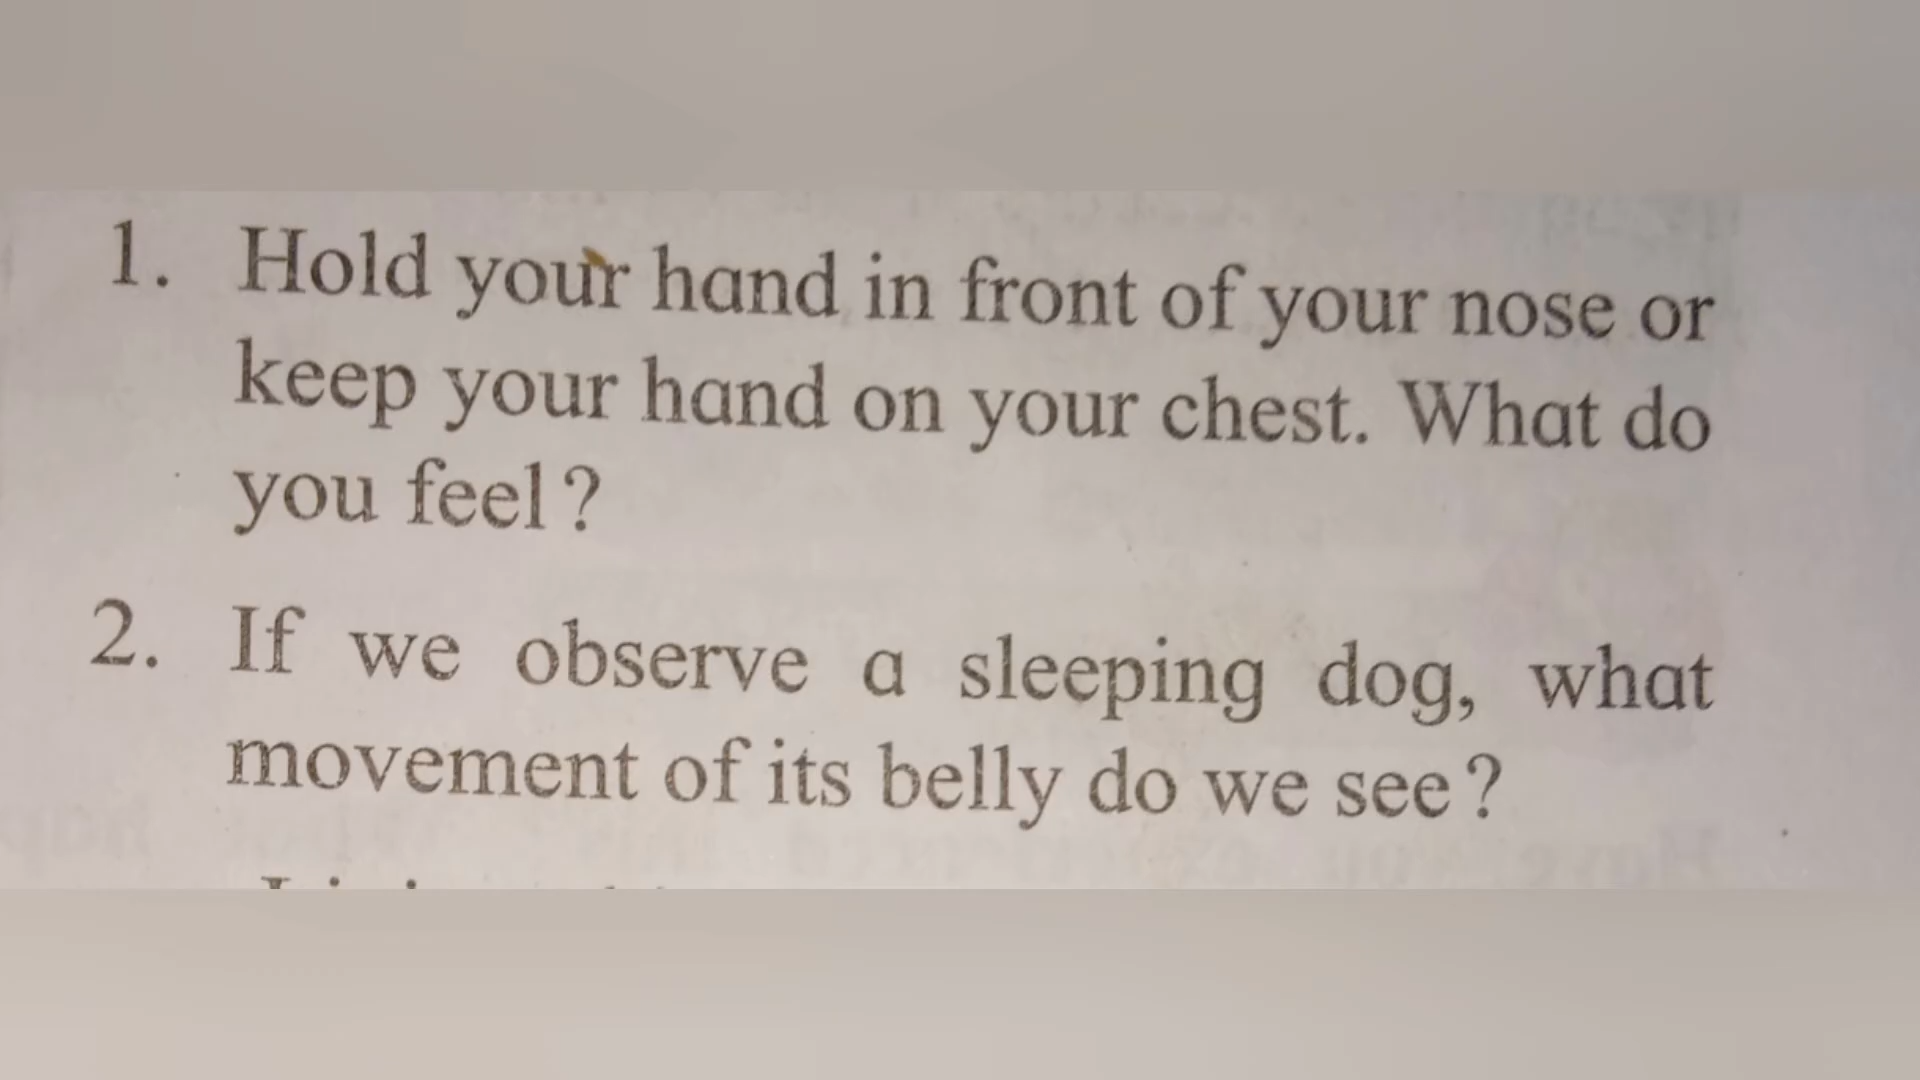 1. Hold your hand in front of your nose or
keep your hand on your chest. What do
you feel?
2. If we observe a sleeping dog, what
movement of its belly do we see?